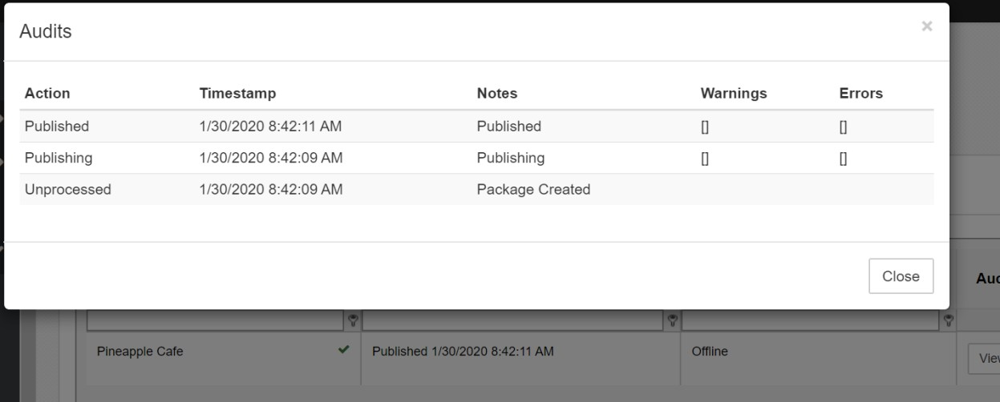 Audits ×
Action Timestamp Notes Warnings Errors
Published 1/30/2020 8:42:11 AM Published [] []
Publishing 1/30/2020 8:42:09 AM Publishing [] []
Unprocessed 1/30/2020 8:42:09 AM Package Created
Close
Pineapple Cafe Published 1/30/2020 8:42:11 AM Offline